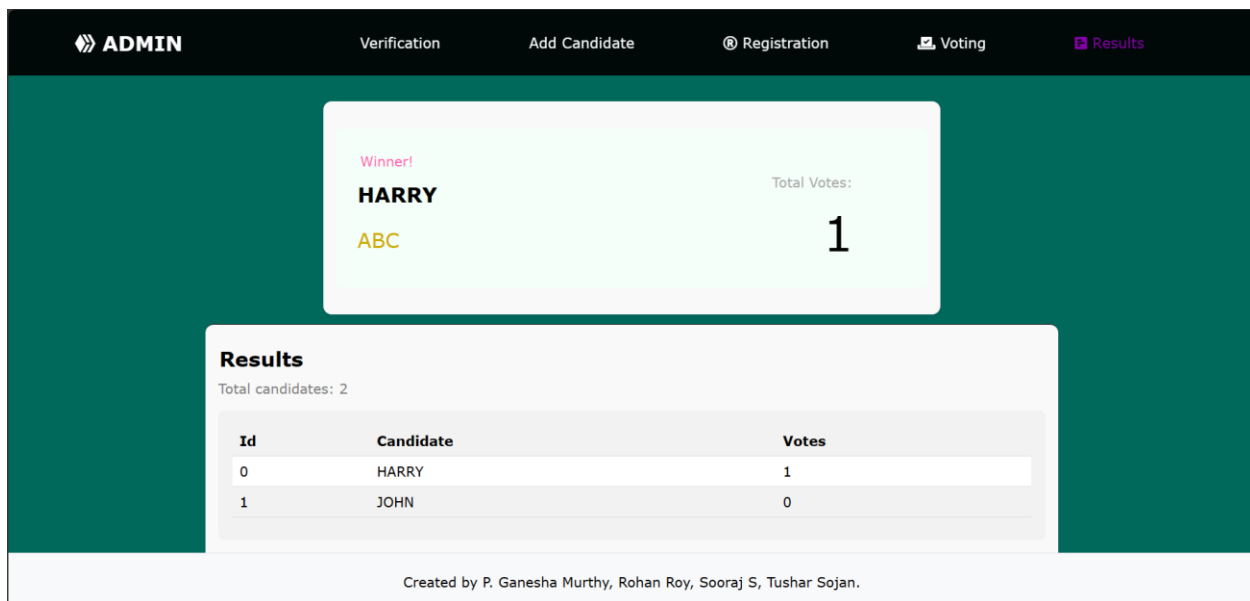 ADMIN Verification Add Candidate ® Registration Voting Results
Winner!
HARRY
ABC
Total Votes:
1
Results
Total candidates: 2
Id Candidate Votes
0 HARRY 1
1 JOHN 0
Created by P. Ganesha Murthy, Rohan Roy, Sooraj S, Tushar Sojan.